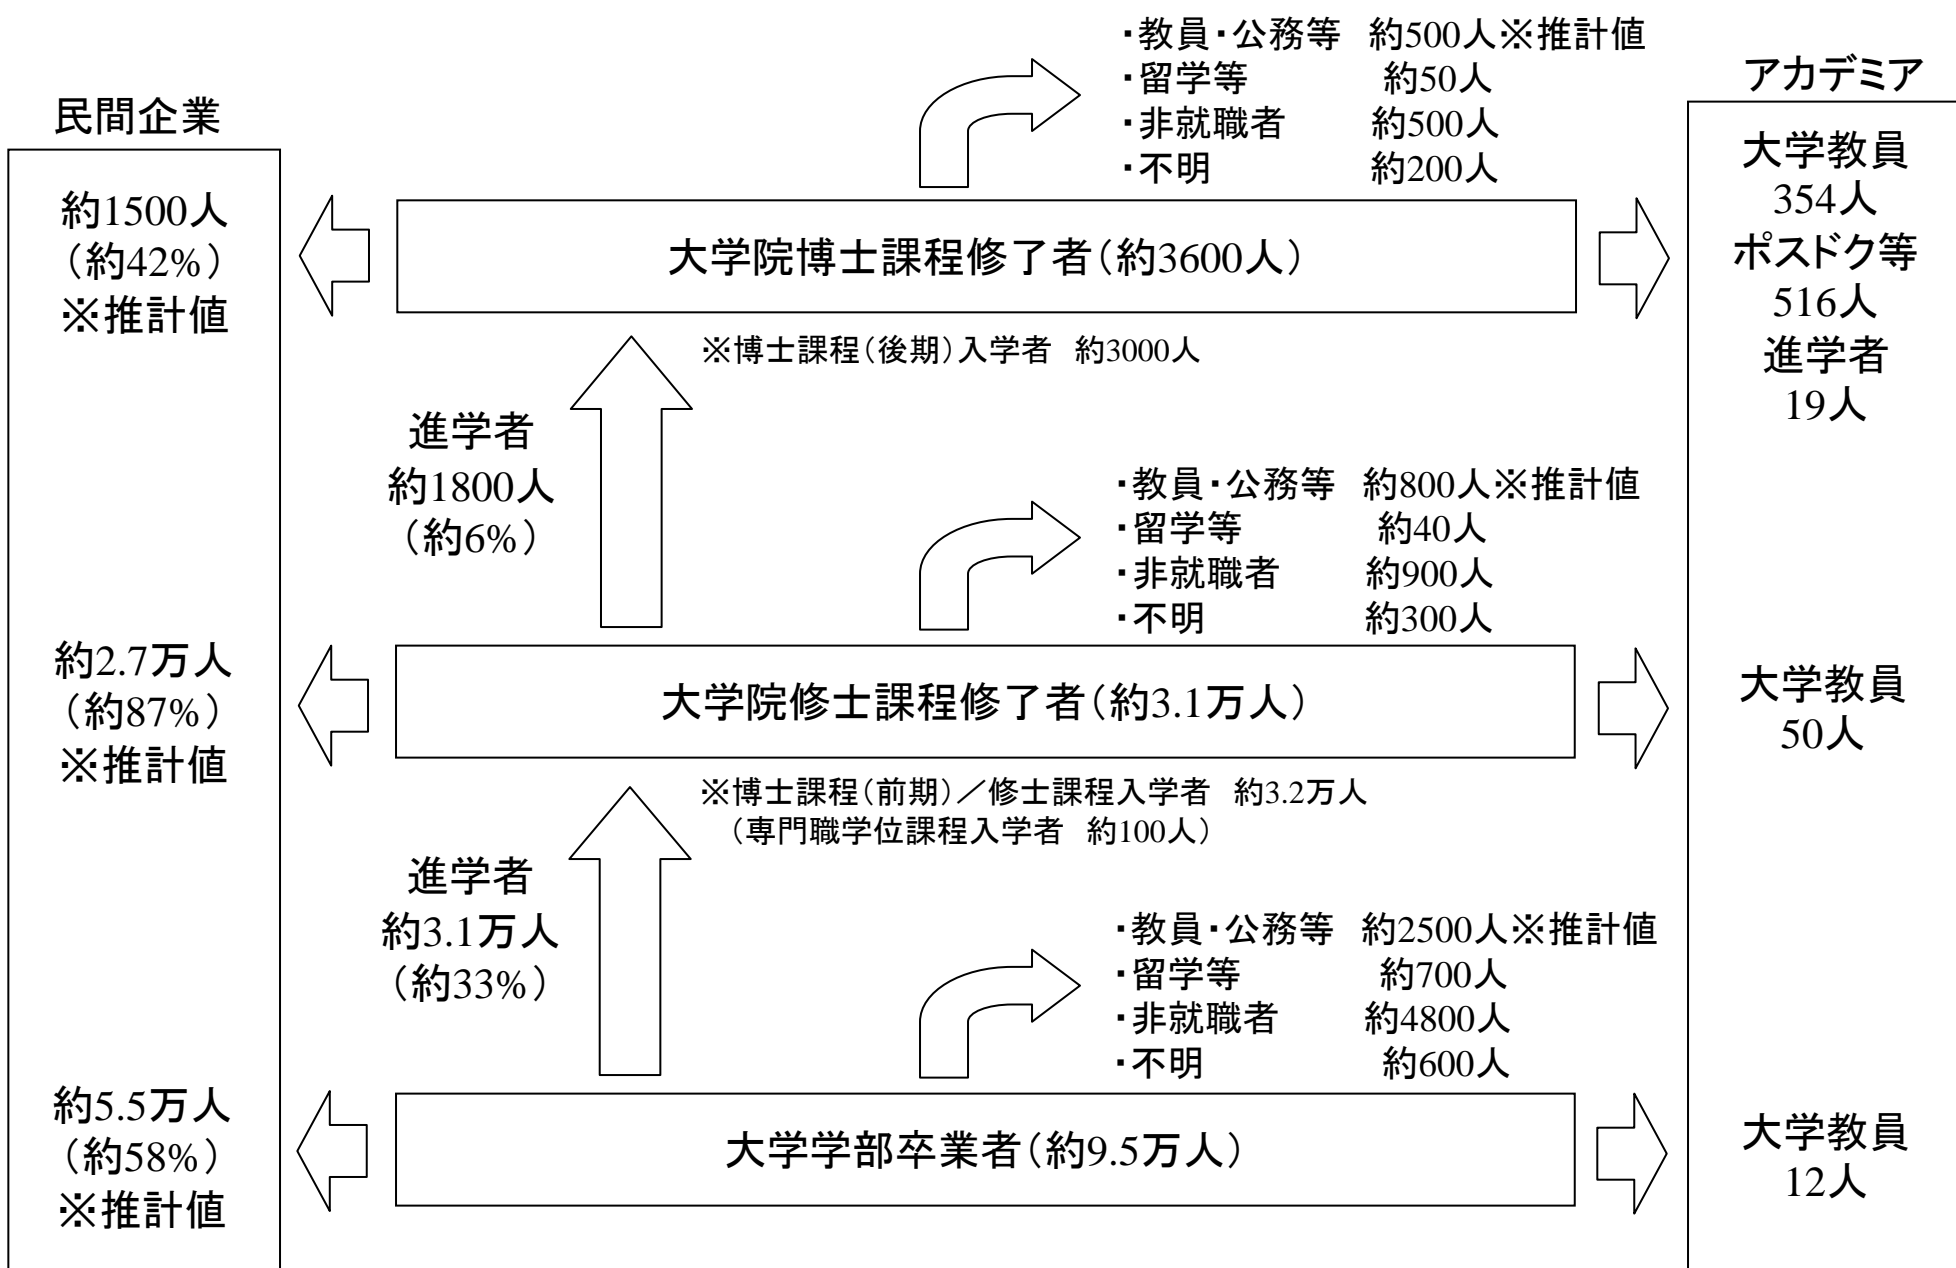 民間企業
約1500人
（約42%）
※推計値
約2.7万人
（約87%）
※推計値
約5.5万人
（約58%）
※推計値
・教員・公務等　約500人※推計値
・留学等　約50人
・非就職者　約500人
・不明　約200人
大学院博士課程修了者（約3600人）
※博士課程（後期）入学者　約3000人
進学者
約1800人
（約6%）
・教員・公務等　約800人※推計値
・留学等　約40人
・非就職者　約900人
・不明　約300人
大学院修士課程修了者（約3.1万人）
※博士課程（前期）／修士課程入学者　約3.2万人
（専門職学位課程入学者　約100人）
進学者
約3.1万人
（約33%）
・教員・公務等　約2500人※推計値
・留学等　約700人
・非就職者　約4800人
・不明　約600人
大学学部卒業者（約9.5万人）
アカデミア
大学教員
354人
ポスドク等
516人
進学者
19人
大学教員
50人
大学教員
12人